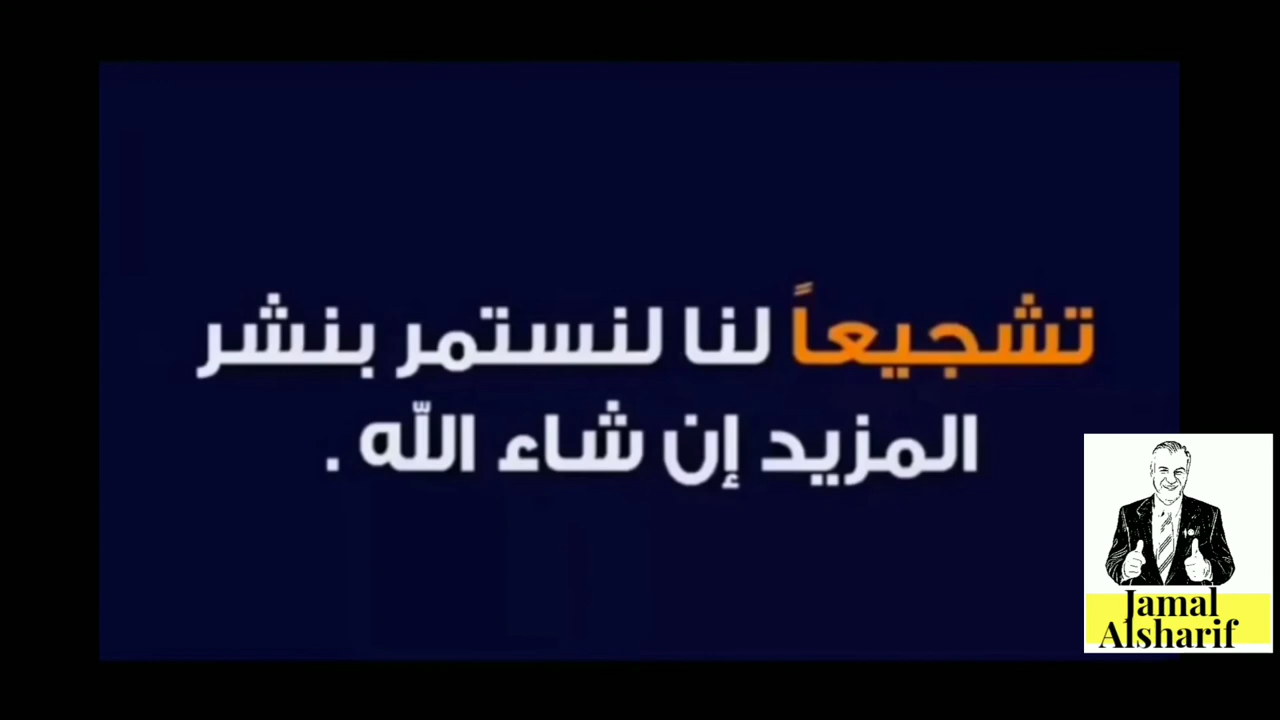 تشجيعاً لنا لنستمر بنشر
المزيد إن شاء الله .
Jamal
Alsharif